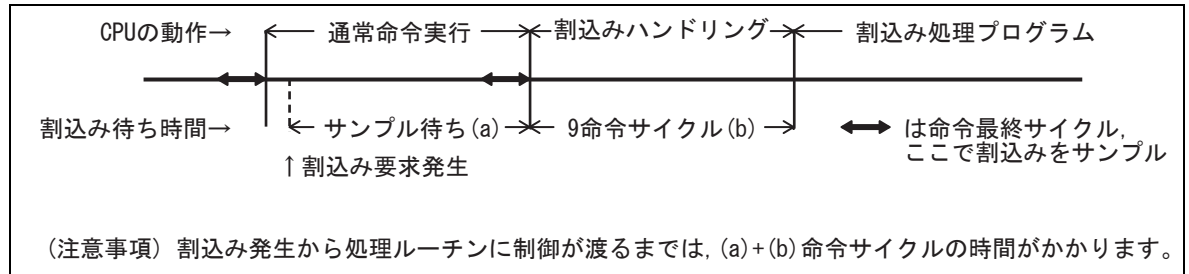 CPUの動作→ 通常命令実行 割込みハンドリング 割込み処理プログラム
割込み待ち時間→ サンプル待ち(a) 9命令サイクル(b) は命令最終サイクル,
ここで割込みをサンプル
↑割込み要求発生
(注意事項) 割込み発生から処理ルーチンに制御が渡るまでは, (a)+(b)命令サイクルの時間がかかります。